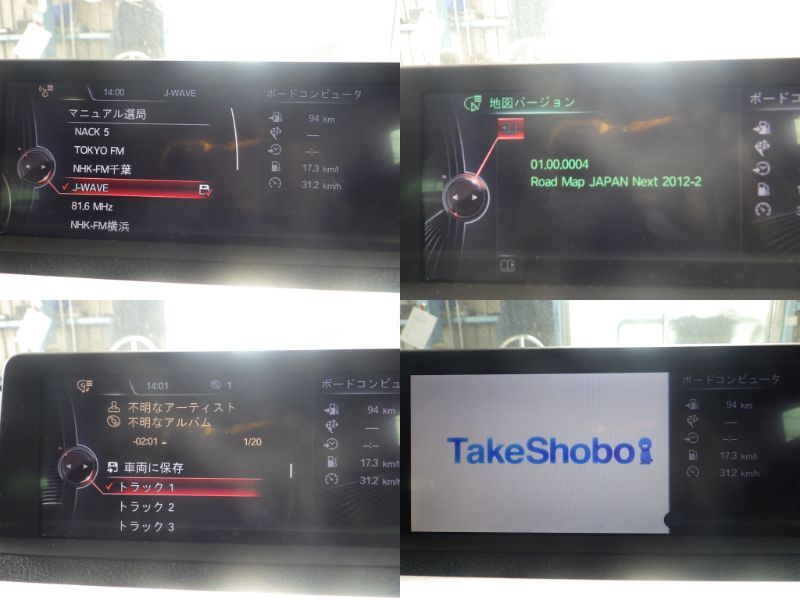 14:00 J-WAVE
マニュアル選局
NACK 5
TOKYO FM
NHK-FM千葉
J-WAVE
81.6 MHz
NHK-FM横浜
ボードコンピュータ
94 km
---
--:--
17.3 km/l
31.2 km/h
地図バージョン
01.00.0004
Road Map JAPAN Next 2012-2
ボードコ
14:01 1
不明なアーティスト
不明なアルバム
-02:01 1/20
車両に保存
トラック 1
トラック 2
トラック 3
ボードコンピュータ
94 km
---
--:--
17.3 km/l
31.2 km/h
TakeShobo
ボードコンピュータ
94 km
---
--:--
17.3 km/l
31.2 km/h